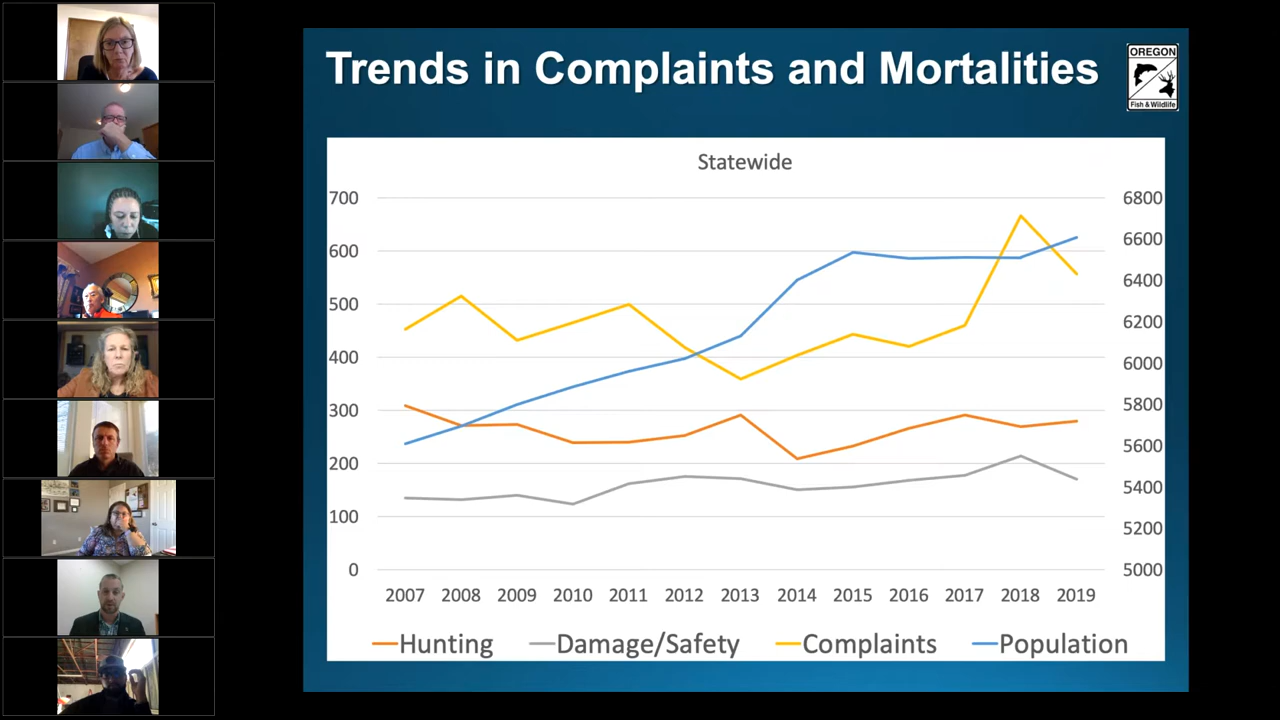 Trends in Complaints and Mortalities
OREGON
Fish & Wildlife
Statewide
700 6800
600 6600
500 6400
400 6200
300 6000
200 5800
100 5600
0 5400
5200
5000
2007 2008 2009 2010 2011 2012 2013 2014 2015 2016 2017 2018 2019
Hunting Damage/Safety Complaints Population